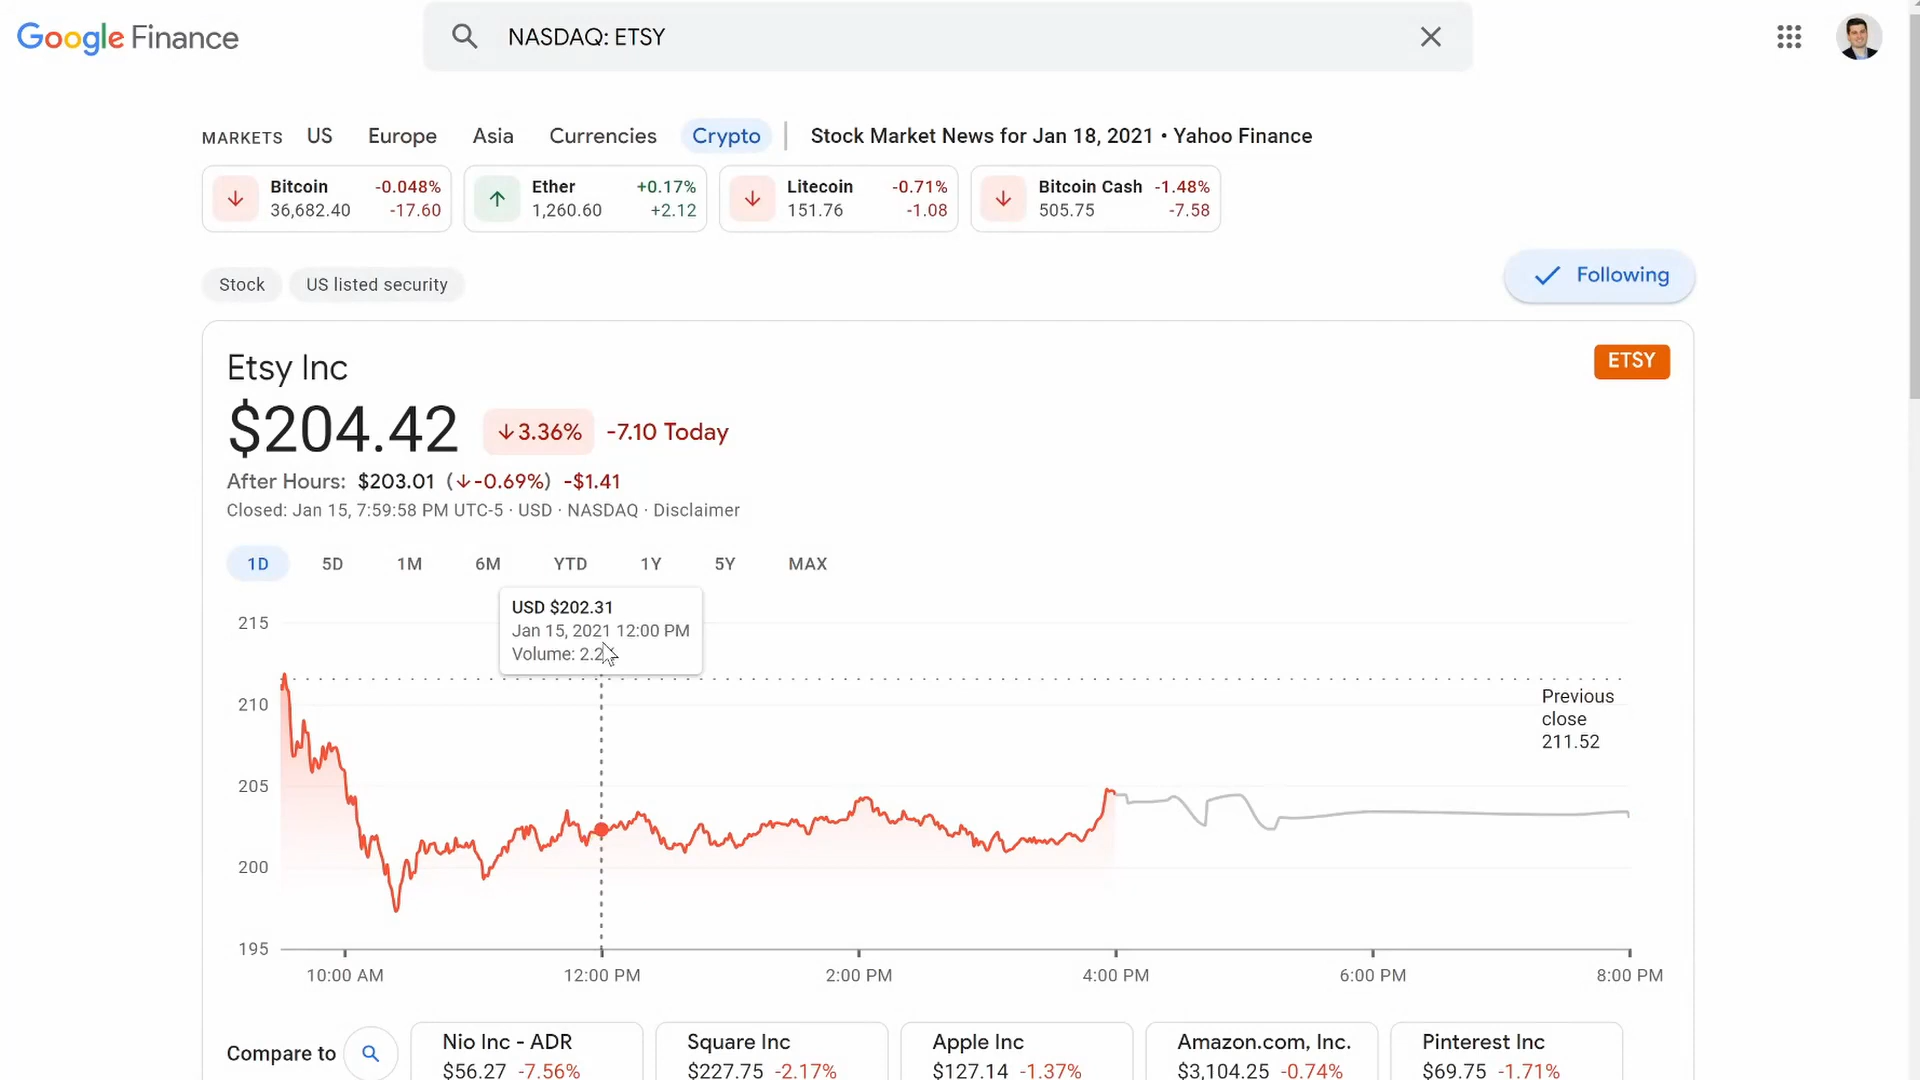 Google Finance
NASDAQ: ETSY
MARKETS US Europe Asia Currencies Crypto | Stock Market News for Jan 18, 2021 • Yahoo Finance
Bitcoin -0.048%
36,682.40 -17.60
Ether +0.17%
1,260.60 +2.12
Litecoin -0.71%
151.76 -1.08
Bitcoin Cash -1.48%
505.75 -7.58
Stock US listed security
Following
Etsy Inc
ETSY
$204.42 ↓3.36% -7.10 Today
After Hours: $203.01 (↓-0.69%) -$1.41
Closed: Jan 15, 7:59:58 PM UTC-5 · USD · NASDAQ · Disclaimer
1D 5D 1M 6M YTD 1Y 5Y MAX
USD $202.31
Jan 15, 2021 12:00 PM
Volume:
215
210
205
200
195
Previous
close
211.52
10:00 AM 12:00 PM 2:00 PM 4:00 PM 6:00 PM 8:00 PM
Compare to
Nio Inc - ADR
$56.27 -7.56%
Square Inc
$227.75 -2.17%
Apple Inc
$127.14 -1.37%
Amazon.com, Inc.
$3,104.25 -0.74%
Pinterest Inc
$69.75 -1.71%